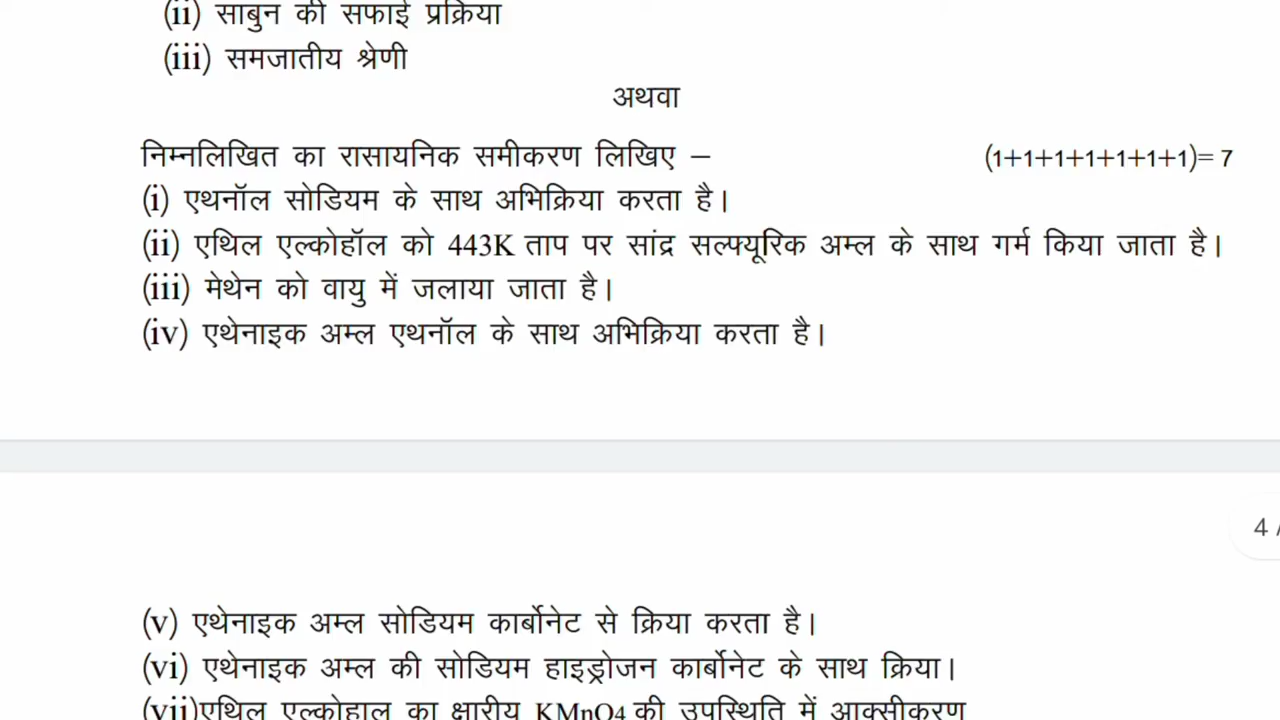 (ii) साबुन की सफाई प्रक्रिया
(iii) समजातीय श्रेणी
अथवा
निम्नलिखित का रासायनिक समीकरण लिखिए – (1+1+1+1+1+1+1)= 7
(i) एथनॉल सोडियम के साथ अभिक्रिया करता है।
(ii) एथिल एल्कोहॉल को 443K ताप पर सांद्र सल्फ्यूरिक अम्ल के साथ गर्म किया जाता है।
(iii) मेथेन को वायु में जलाया जाता है।
(iv) एथेनाइक अम्ल एथनॉल के साथ अभिक्रिया करता है।
4 /
(v) एथेनाइक अम्ल सोडियम कार्बोनेट से क्रिया करता है।
(vi) एथेनाइक अम्ल की सोडियम हाइड्रोजन कार्बोनेट के साथ क्रिया।
(vii)एथिल एल्कोहाल का क्षारीय KMnO4 की उपस्थिति में आक्सीकरण